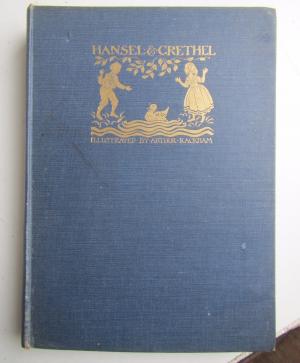 HANSEL & GRETHEL
ILLUSTRATED BY ARTHUR RACKHAM